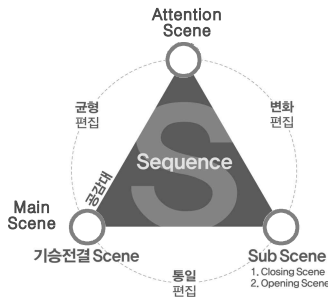 Attention
Scene
균형
편집
변화
편집
S
Sequence
공감대
Main
Scene
기승전결 Scene
Sub Scene
1. Closing Scene
2. Opening Scene
통일
편집